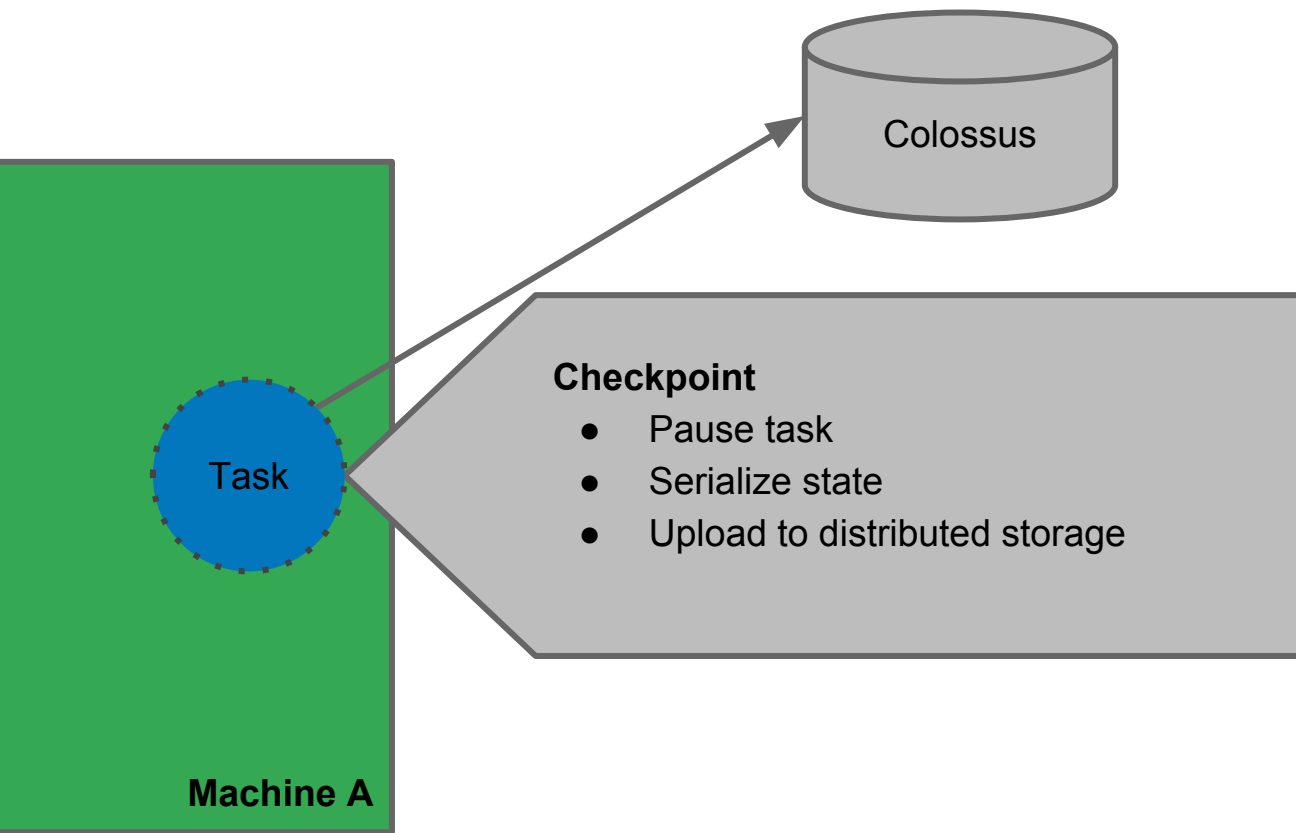 Colossus
Checkpoint
● Pause task
● Serialize state
● Upload to distributed storage
Task
Machine A